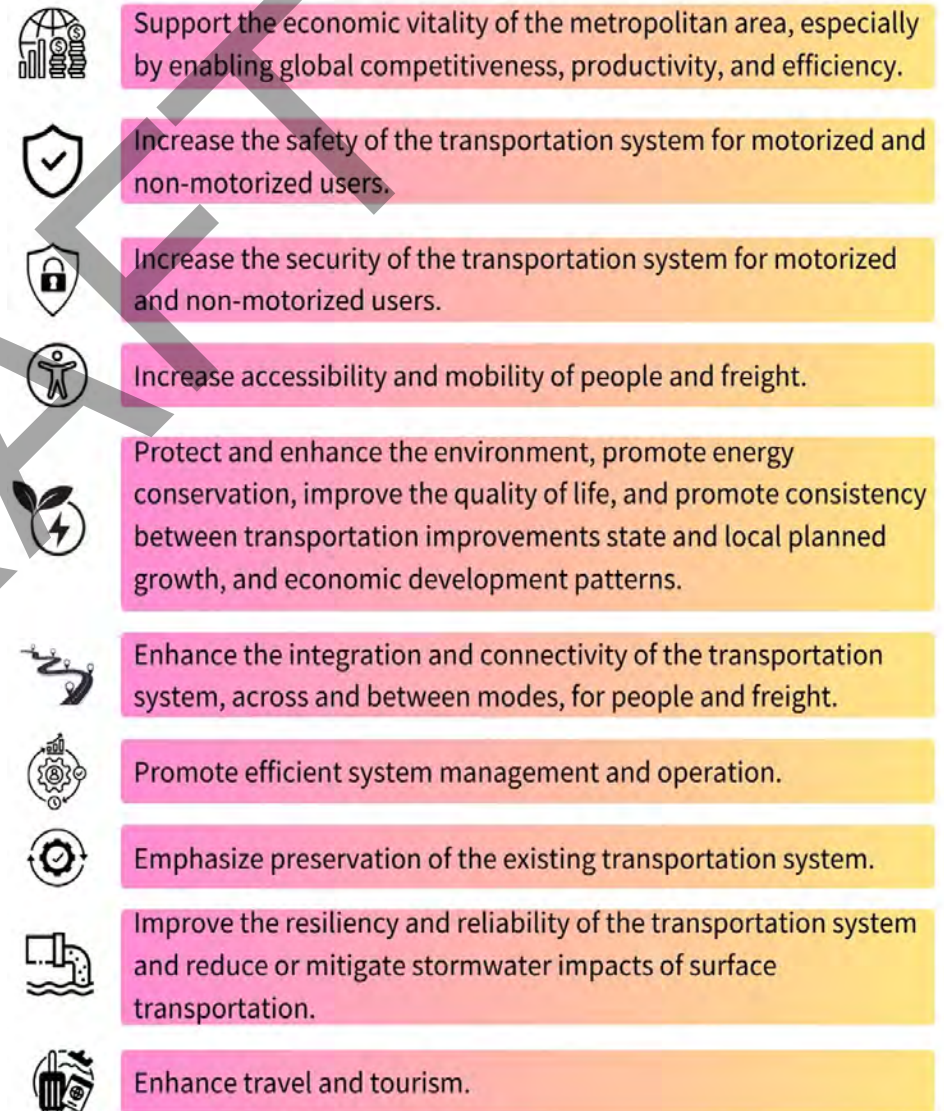 Support the economic vitality of the metropolitan area, especially
by enabling global competitiveness, productivity, and efficiency.
Increase the safety of the transportation system for motorized and
non-motorized users.
Increase the security of the transportation system for motorized
and non-motorized users.
Increase accessibility and mobility of people and freight.
Protect and enhance the environment, promote energy
conservation, improve the quality of life, and promote consistency
between transportation improvements state and local planned
growth, and economic development patterns.
Enhance the integration and connectivity of the transportation
system, across and between modes, for people and freight.
Promote efficient system management and operation.
Emphasize preservation of the existing transportation system.
Improve the resiliency and reliability of the transportation system
and reduce or mitigate stormwater impacts of surface
transportation.
Enhance travel and tourism.